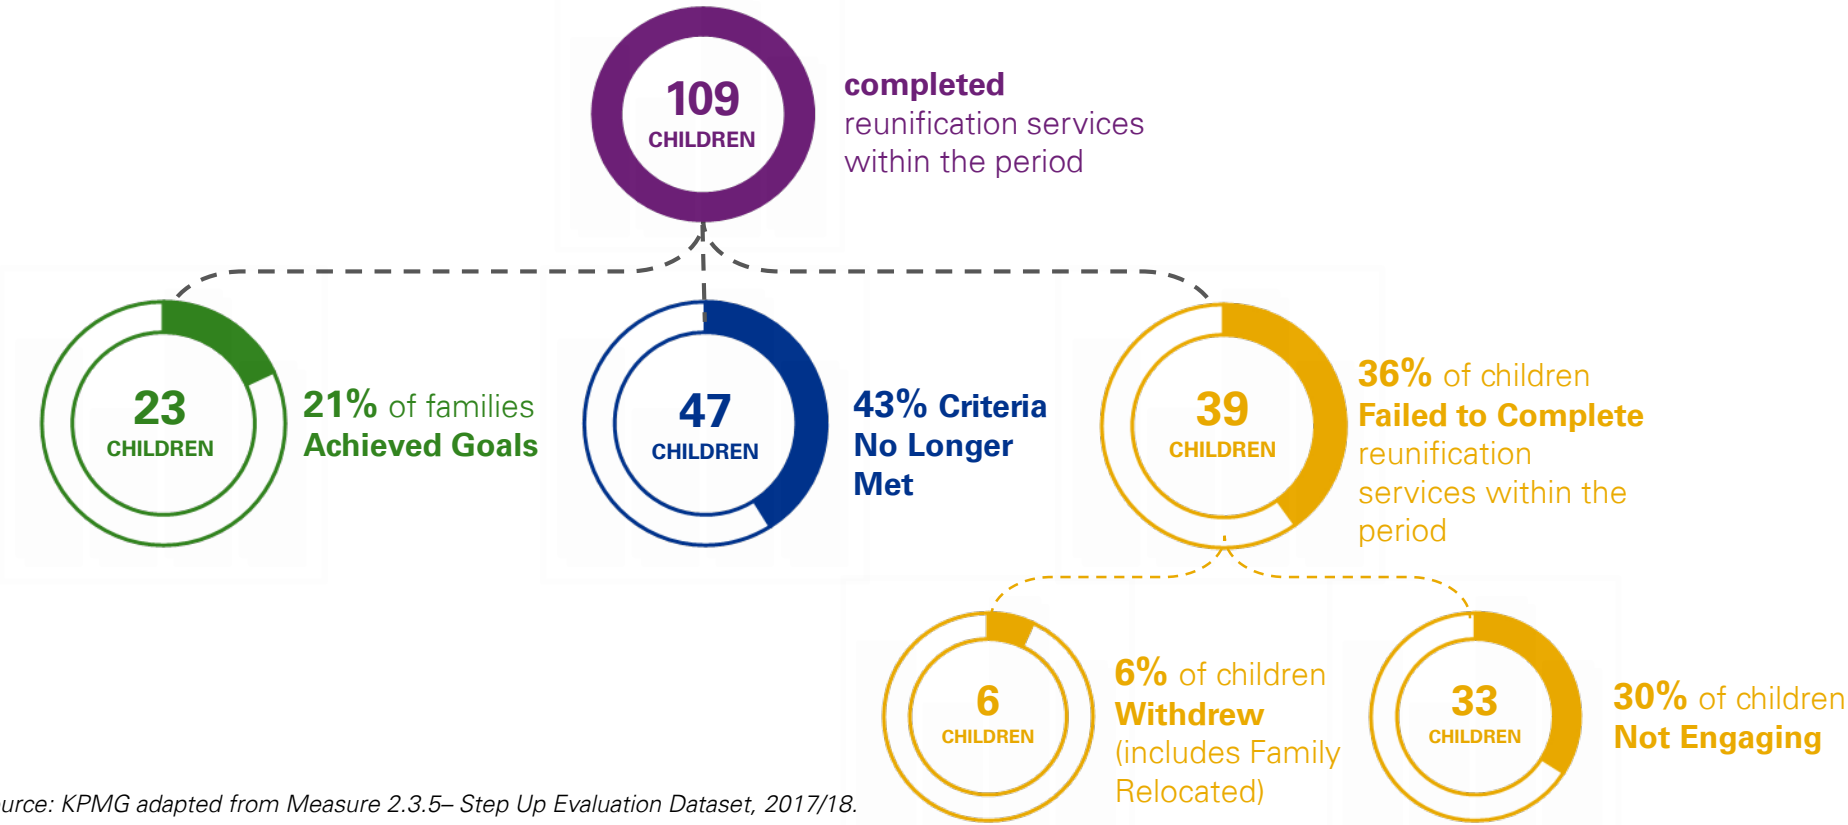 109
CHILDREN
completed
reunification services
within the period
23
CHILDREN
21% of families
Achieved Goals
47
CHILDREN
43% Criteria
No Longer
Met
39
CHILDREN
36% of children
Failed to Complete
reunification
services within the
period
6
CHILDREN
6% of children
Withdrew
(includes Family
Relocated)
33
CHILDREN
30% of children
Not Engaging
urce: KPMG adapted from Measure 2.3.5– Step Up Evaluation Dataset, 2017/18.